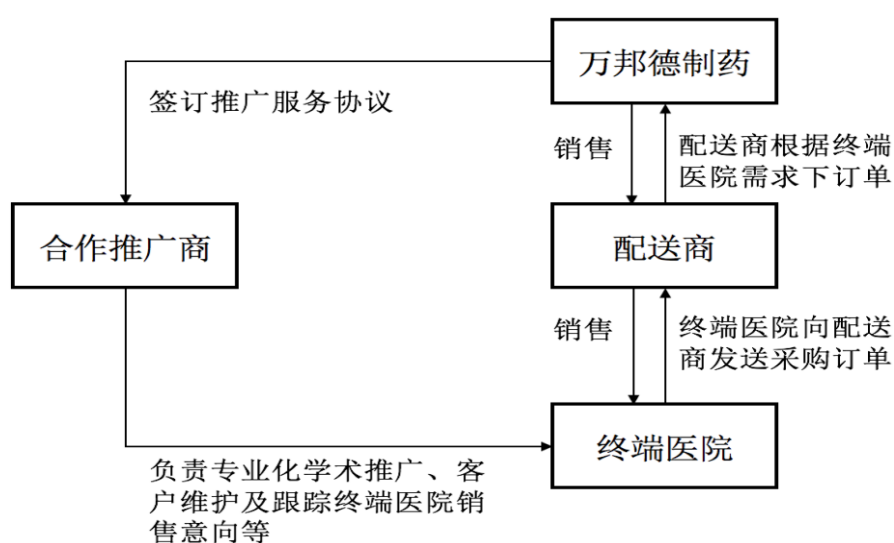 万邦德制药
签订推广服务协议
销售
配送商根据终端
医院需求下订单
合作推广商
配送商
销售
终端医院向配送
商发送采购订单
终端医院
负责专业化学术推广、客
户维护及跟踪终端医院销
售意向等